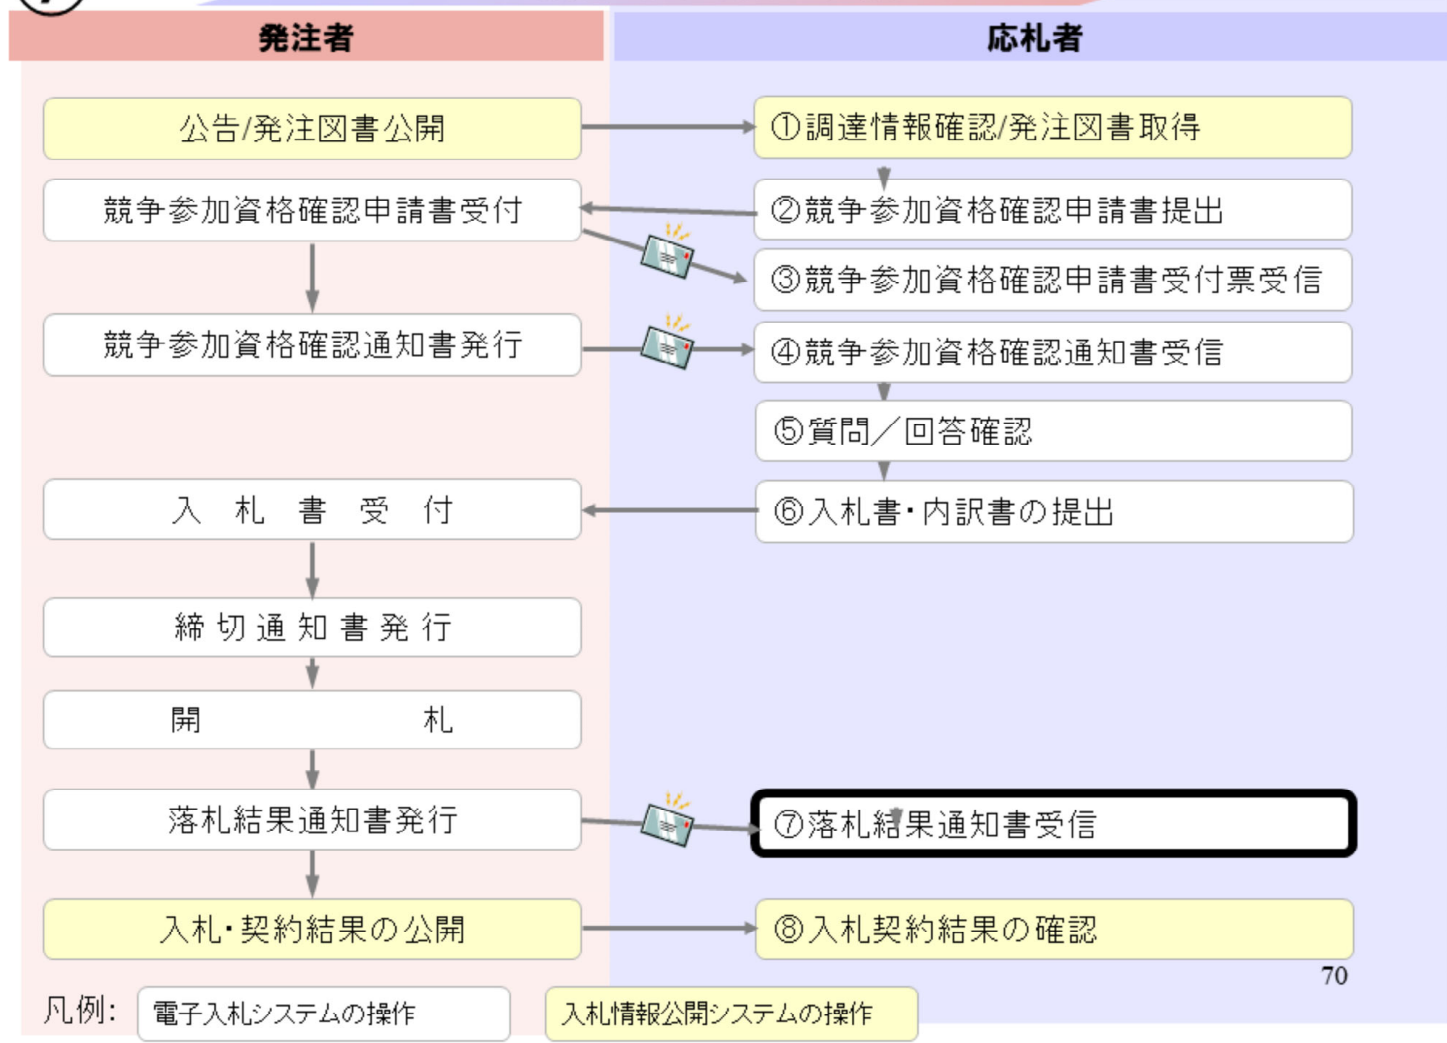 ⑦
発注者
応札者
公告/発注図書公開
①調達情報確認/発注図書取得
競争参加資格確認申請書受付
②競争参加資格確認申請書提出
③競争参加資格確認申請書受付票受信
競争参加資格確認通知書発行
④競争参加資格確認通知書受信
⑤質問／回答確認
入札書受付
⑥入札書・内訳書の提出
締切通知書発行
開札
落札結果通知書発行
⑦落札結果通知書受信
入札・契約結果の公開
⑧入札契約結果の確認
70
凡例:
電子入札システムの操作
入札情報公開システムの操作